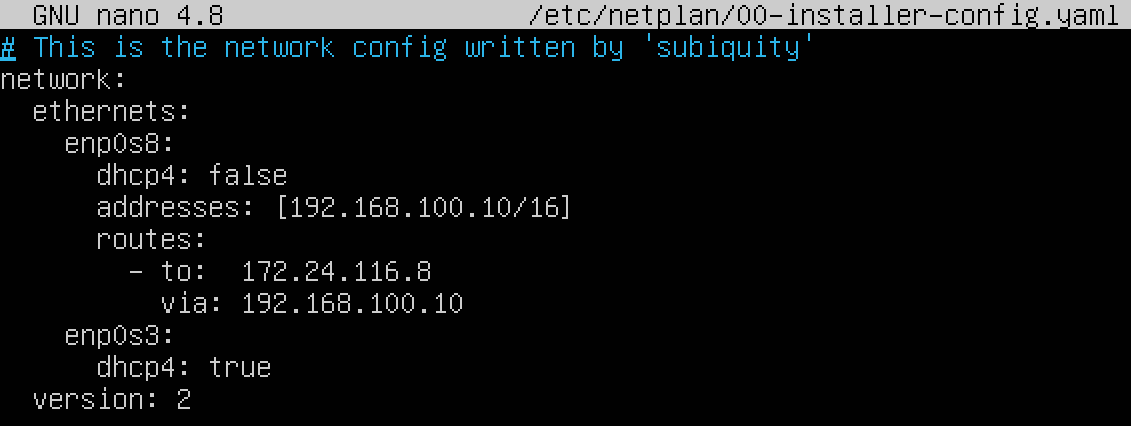 GNU nano 4.8 /etc/netplan/00-installer-config.yaml
# This is the network config written by 'subiquity'
network:
  ethernets:
    enp0s8:
      dhcp4: false
      addresses: [192.168.100.10/16]
      routes:
        - to:  172.24.116.8
          via: 192.168.100.10
    enp0s3:
      dhcp4: true
  version: 2